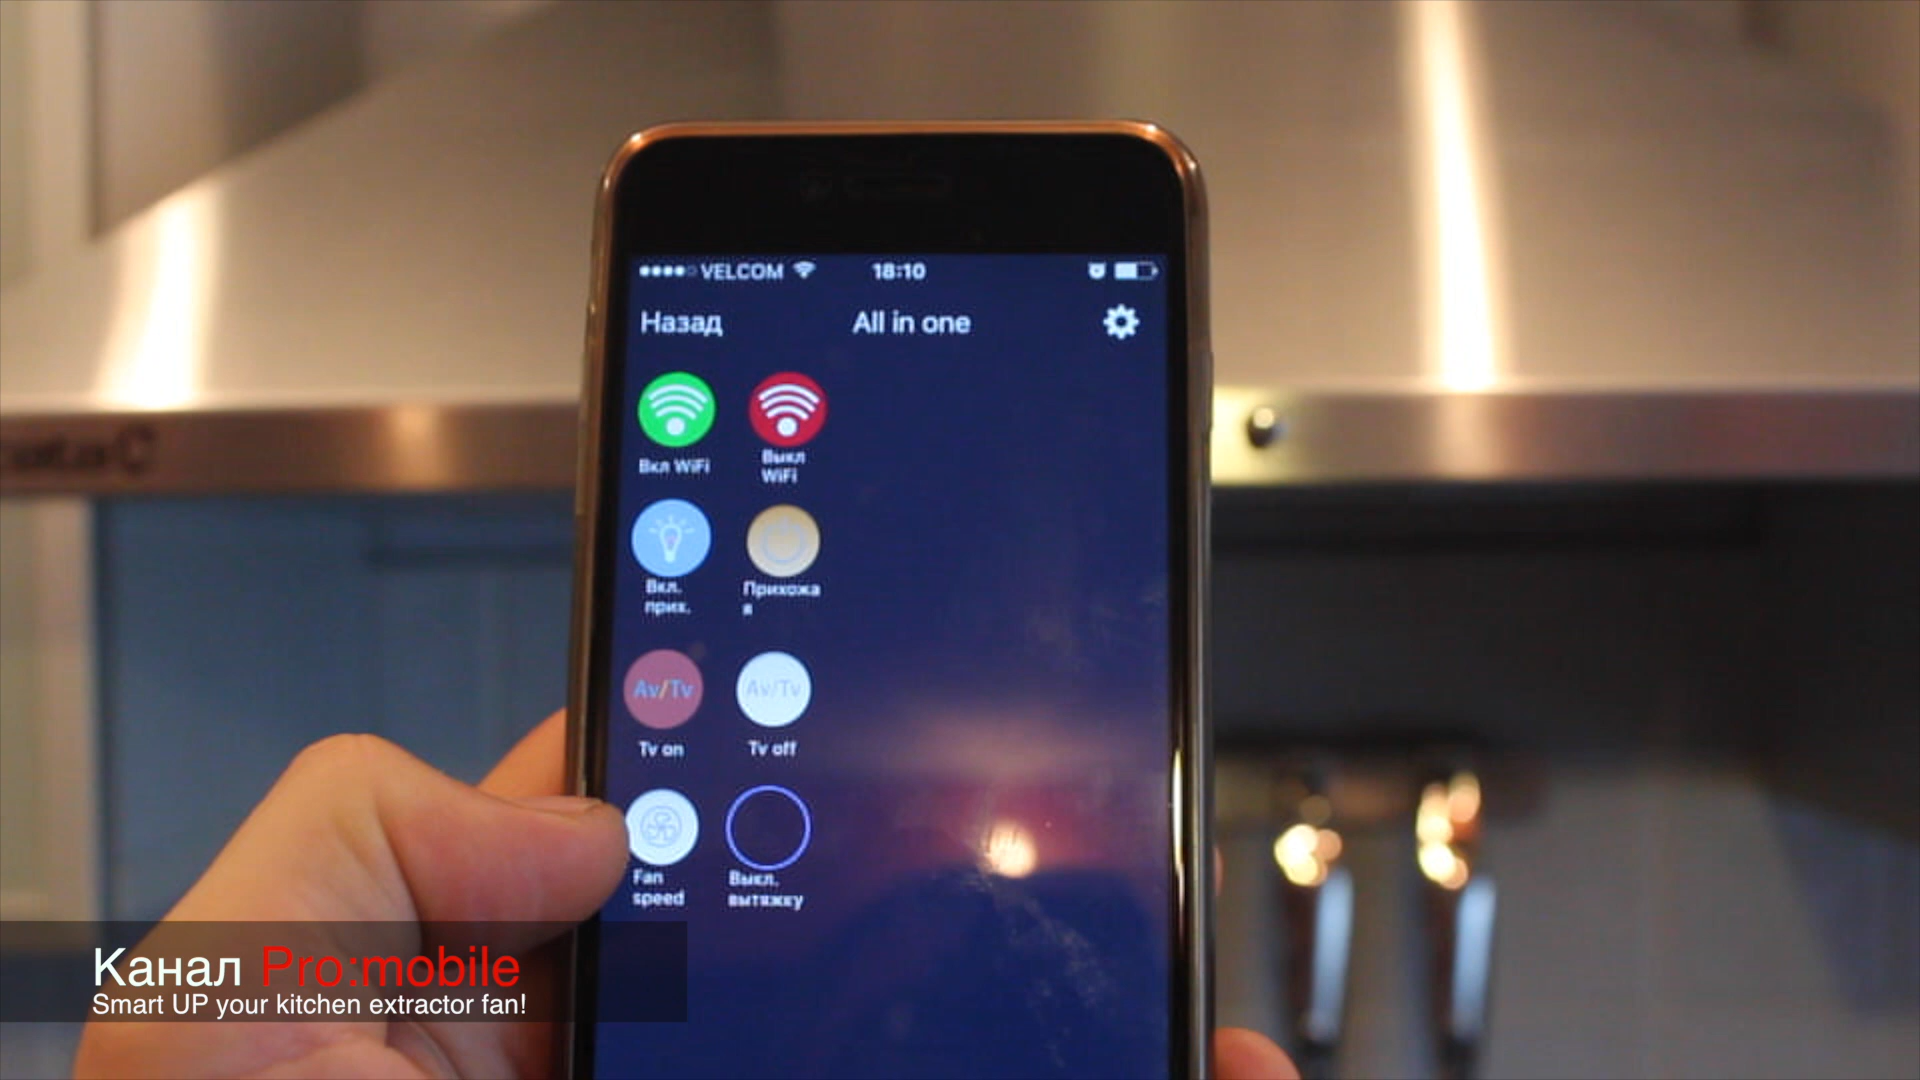 VELCOM 18:10
Назад All in one
Вкл WiFi
Выкл
WiFi
Вкл.
прих.
Прихожа
я
Av/Tv Av/Tv
Tv on Tv off
Fan
speed
Выкл.
вытяжку
Канал Pro:mobile
Smart UP your kitchen extractor fan!